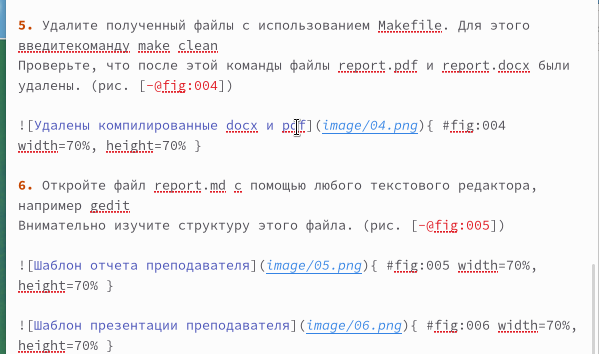 5. Удалите полученный файлы с использованием Makefile. Для этого
введитекоманду make clean
Проверьте, что после этой команды файлы report.pdf и report.docx были
удалены. (рис. [-@fig:004])
![Удалены компилированные docx и pdf](image/04.png){ #fig:004
width=70%, height=70% }
6. Откройте файл report.md с помощью любого текстового редактора,
например gedit
Внимательно изучите структуру этого файла. (рис. [-@fig:005])
![Шаблон отчета преподавателя](image/05.png){ #fig:005 width=70%,
height=70% }
![Шаблон презентации преподавателя](image/06.png){ #fig:006 width=70%,
height=70% }